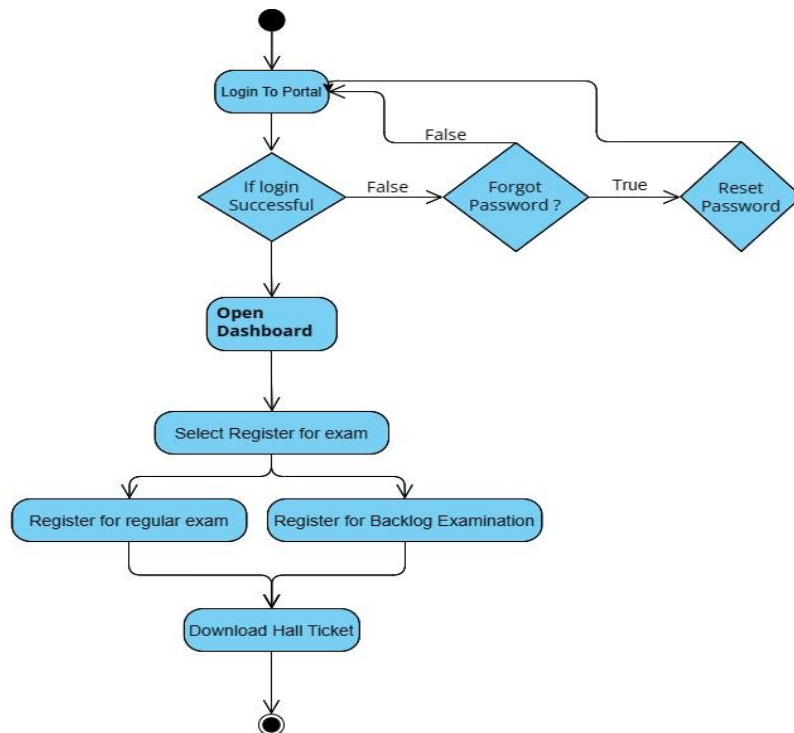 Login To Portal
False
If login
Successful
False
Forgot
Password ?
True
Reset
Password
Open
Dashboard
Select Register for exam
Register for regular exam
Register for Backlog Examination
Download Hall Ticket